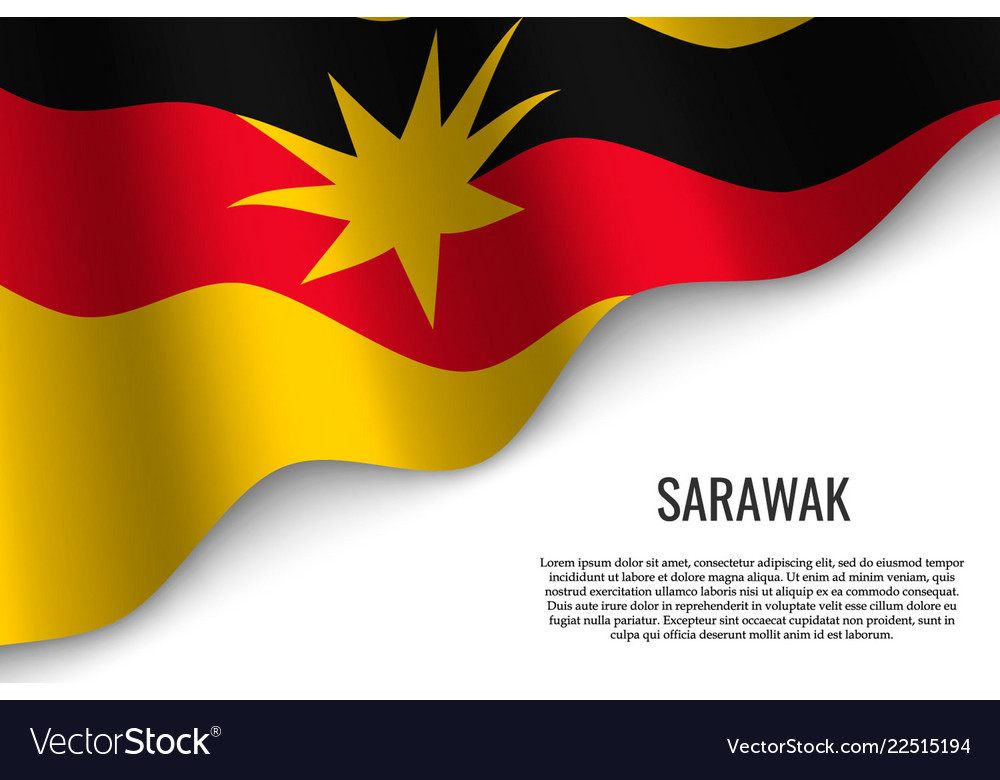 SARAWAK
Lorem ipsum dolor sit amet, consectetur adipiscing elit, sed do eiusmod tempor
incididunt ut labore et dolore magna aliqua. Ut enim ad minim veniam, quis
nostrud exercitation ullamco laboris nisi ut aliquip ex ea commodo consequat.
Duis aute irure dolor in reprehenderit in voluptate velit esse cillum dolore eu
fugiat nulla pariatur. Excepteur sint occaecat cupidatat non proident, sunt in
culpa qui officia deserunt mollit anim id est laborum.
VectorStock®
VectorStock.com/22515194